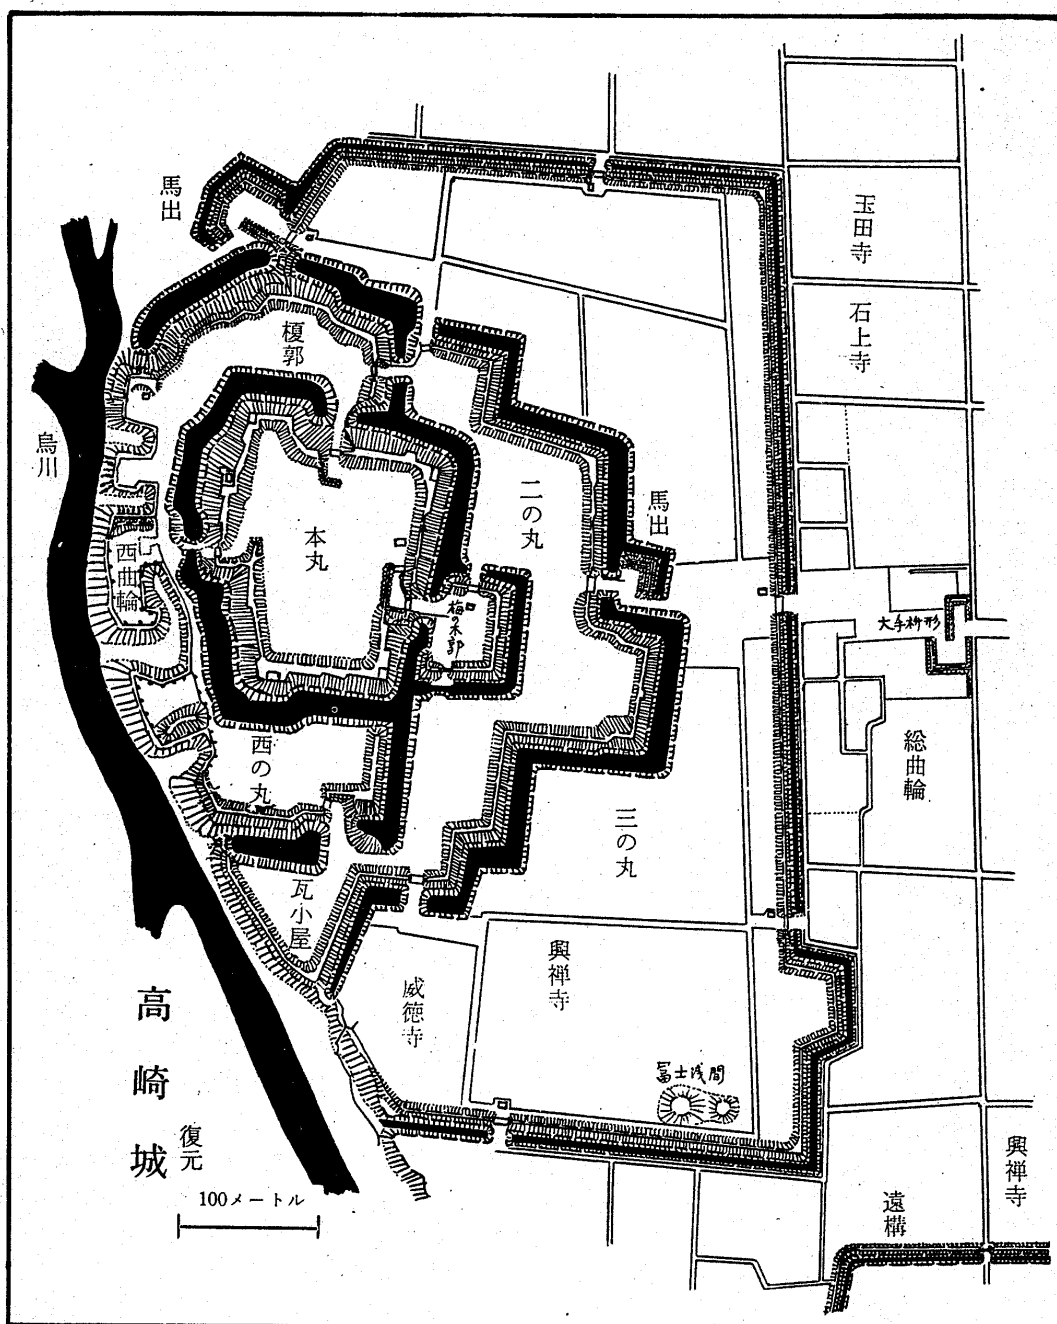 馬出
玉田寺
石上寺
榎郭
烏川
二の丸
馬出
本丸
西曲輪
梅の木郭
大手枡形
西の丸
総曲輪
三の丸
瓦小屋
興禅寺
威徳寺
富士浅間
高崎城
復元
100メートル
興禅寺
遠構